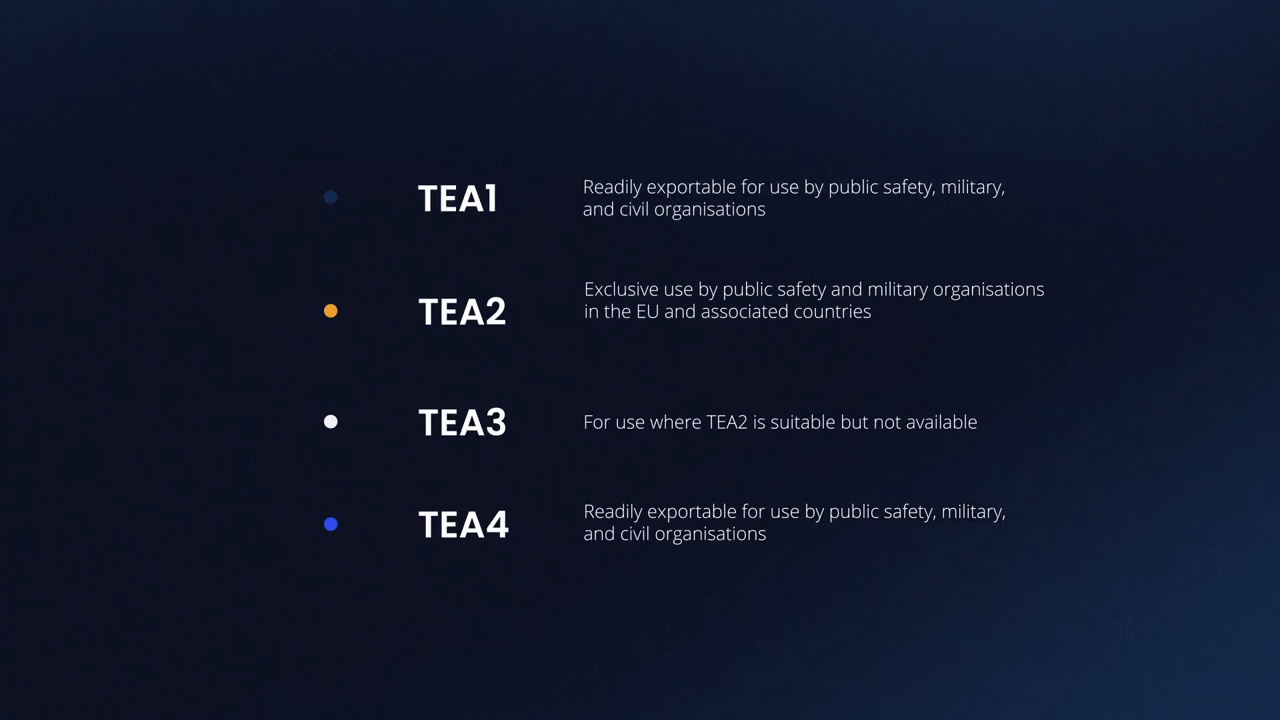 TEA1
Readily exportable for use by public safety, military,
and civil organisations
TEA2
Exclusive use by public safety and military organisations
in the EU and associated countries
TEA3
For use where TEA2 is suitable but not available
TEA4
Readily exportable for use by public safety, military,
and civil organisations